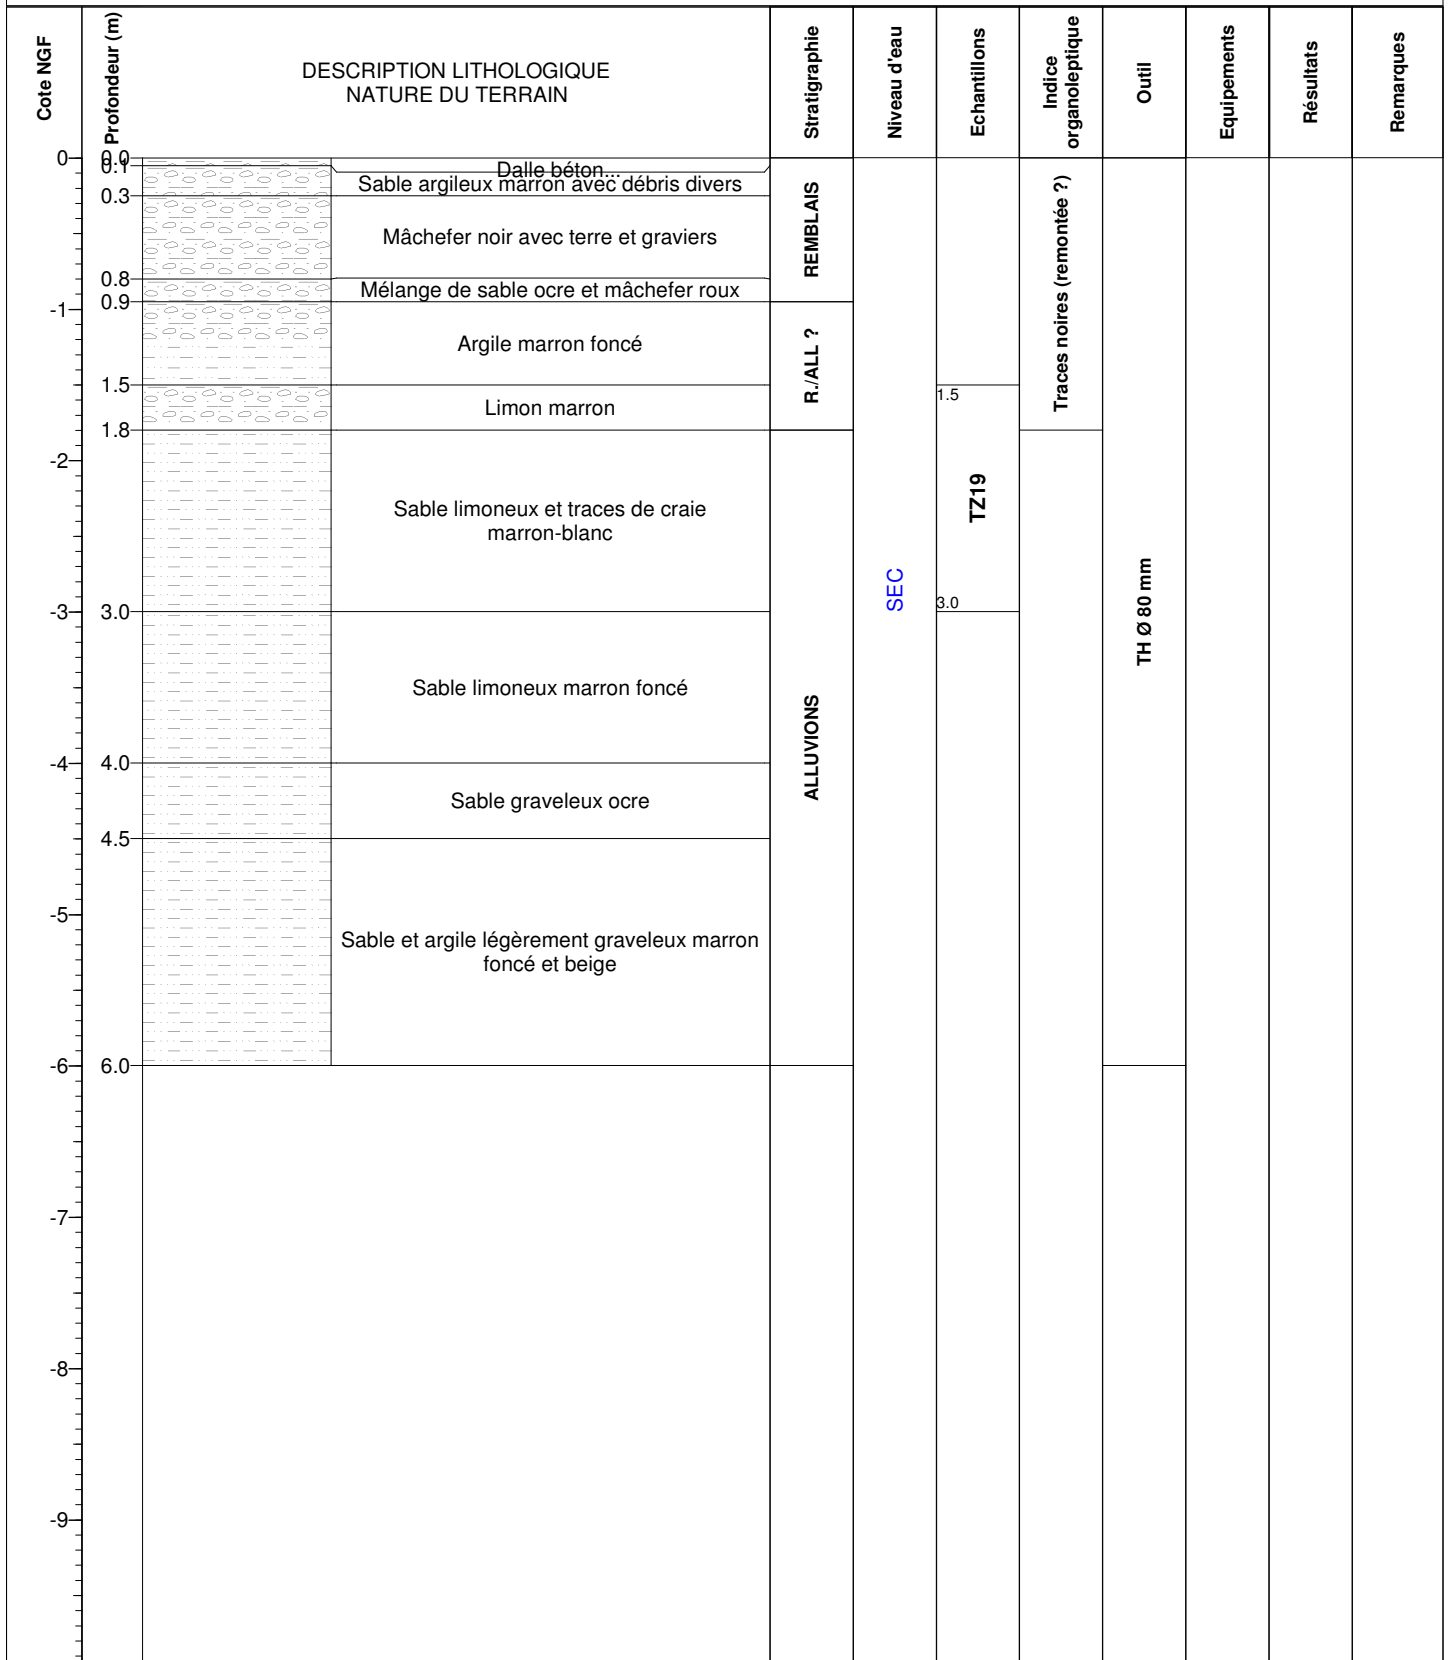 Cote NGF
Profondeur (m)
DESCRIPTION LITHOLOGIQUE
NATURE DU TERRAIN
Stratigraphie
Niveau d'eau
Echantillons
Indice
organoleptique
Outil
Equipements
Résultats
Remarques
0
-1
-2
-3
-4
-5
-6
-7
-8
-9
0.0
0.1
0.3
0.8
0.9
1.5
1.8
3.0
4.0
4.5
6.0
Dalle béton...
Sable argileux marron avec débris divers
Mâchefer noir avec terre et graviers
Mélange de sable ocre et mâchefer roux
Argile marron foncé
Limon marron
Sable limoneux et traces de craie
marron-blanc
Sable limoneux marron foncé
Sable graveleux ocre
Sable et argile légèrement graveleux marron
foncé et beige
REMBLAIS
R./ALL ?
ALLUVIONS
SEC
1.5
TZ19
3.0
Traces noires (remontée ?)
TH Ø 80 mm